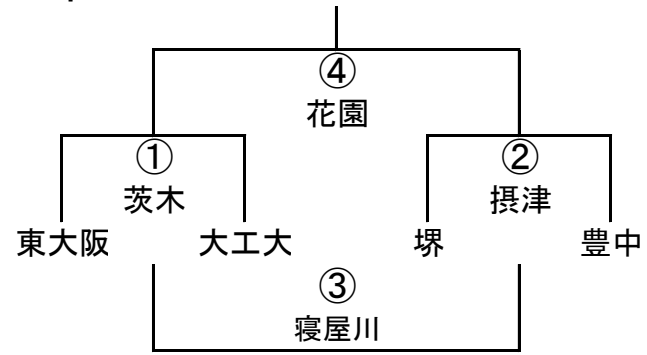 ④
花園
① ②
茨木 摂津
東大阪 大工大 堺 豊中
③
寝屋川